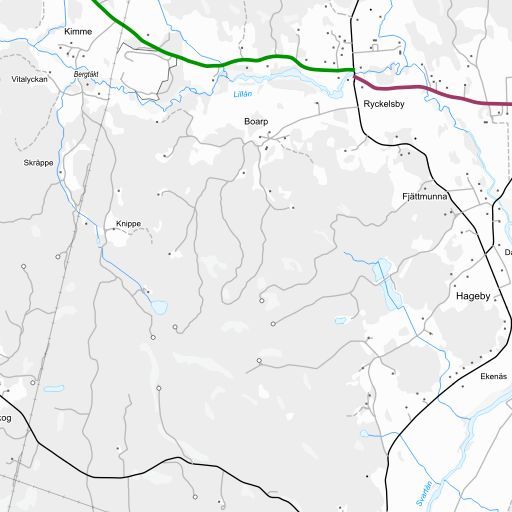 Kimme
Vitalyckan
Bergtäkt
Lillån
Ryckelsby
Boarp
Skräppe
Fjättmunna
Knippe
Hageby
Ekenäs
Svartån